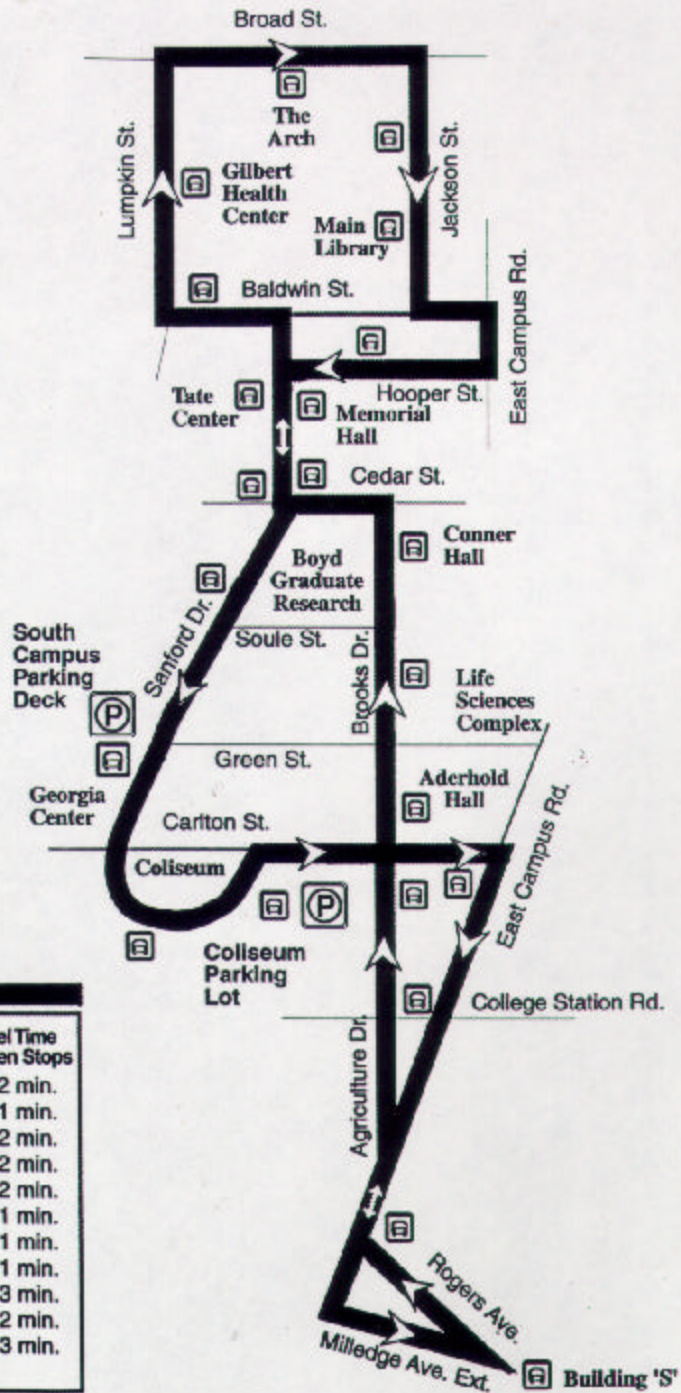 Broad St.
The
Arch
Lumpkin St.
Jackson St.
Gilbert
Health
Center
Main
Library
Baldwin St.
East Campus Rd.
Tate
Center
Hooper St.
Memorial
Hall
Cedar St.
Conner
Hall
Boyd
Graduate
Research
South
Campus
Parking
Deck
P
Sanford Dr.
Soule St.
Brooks Dr.
Life
Sciences
Complex
Green St.
Georgia
Center
Aderhold
Hall
Carlton St.
East Campus Rd.
Coliseum
P
Coliseum
Parking
Lot
College Station Rd.
Agriculture Dr.
el Time
en Stops
2 min.
1 min.
2 min.
2 min.
2 min.
1 min.
1 min.
1 min.
3 min.
2 min.
3 min.
Rogers Ave.
Milledge Ave. Ext.
Building 'S'